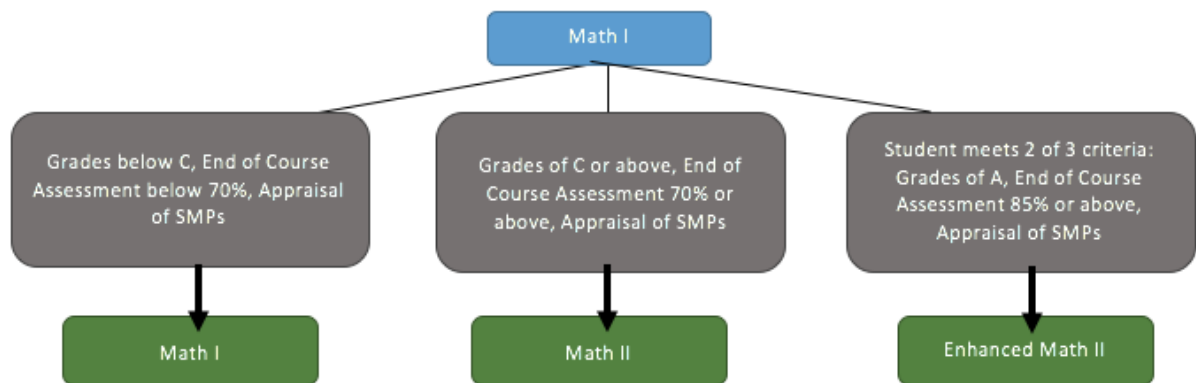 Math I
Grades below C, End of Course
Assessment below 70%, Appraisal
of SMPs
Grades of C or above, End of
Course Assessment 70% or
above, Appraisal of SMPs
Student meets 2 of 3 criteria:
Grades of A, End of Course
Assessment 85% or above,
Appraisal of SMPs
Math I
Math II
Enhanced Math II